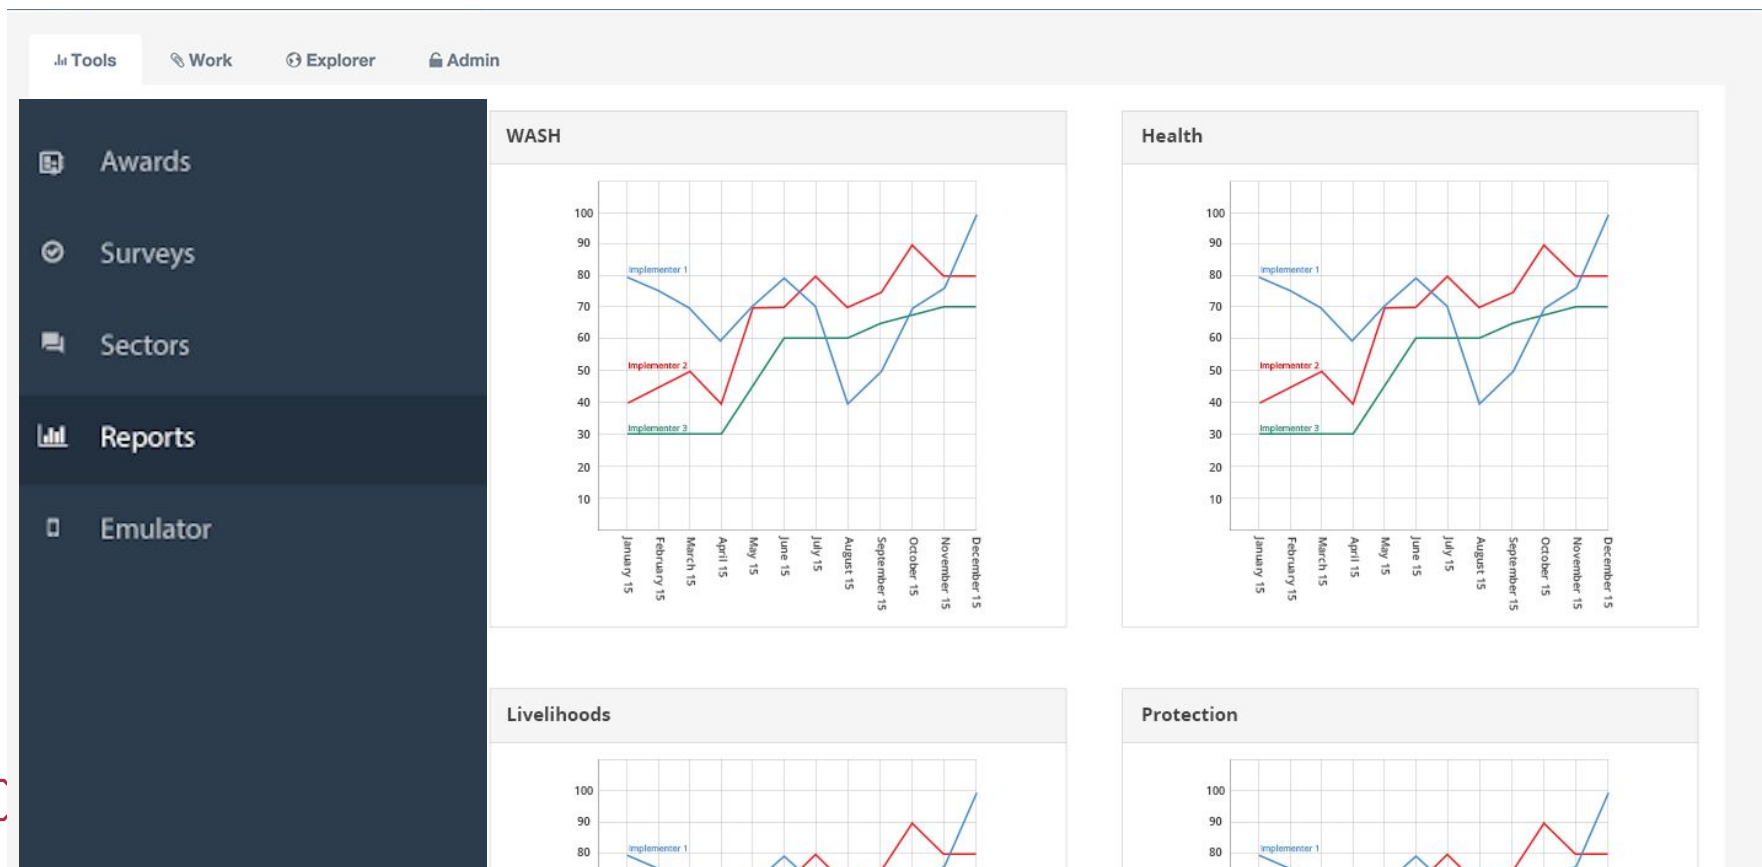 Tools Work Explorer Admin
Awards
Surveys
Sectors
Reports
Emulator
WASH
100
90
80
70
60
50
40
30
20
10
Implementer 1
Implementer 2
Implementer 3
January 15
February 15
March 15
April 15
May 15
June 15
July 15
August 15
September 15
October 15
November 15
December 15
Health
100
90
80
70
60
50
40
30
20
10
Implementer 1
Implementer 2
Implementer 3
January 15
February 15
March 15
April 15
May 15
June 15
July 15
August 15
September 15
October 15
November 15
December 15
Livelihoods
100
90
80
Implementer 1
Protection
100
90
80
Implementer 1